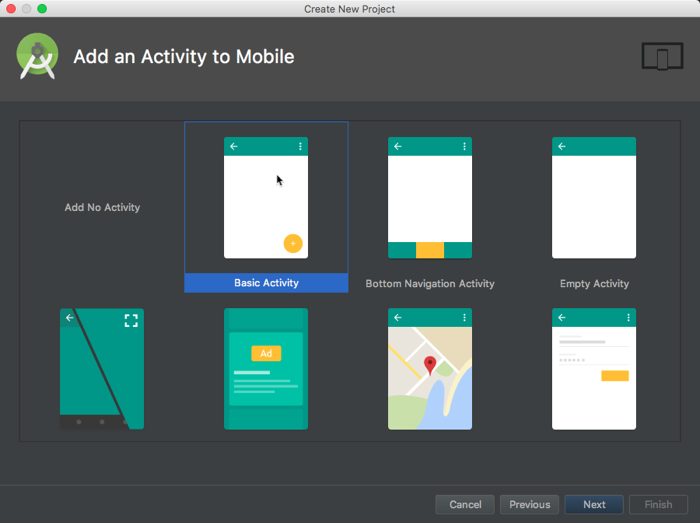 Create New Project
Add an Activity to Mobile
Add No Activity
Basic Activity
Bottom Navigation Activity
Empty Activity
Ad
Cancel
Previous
Next
Finish